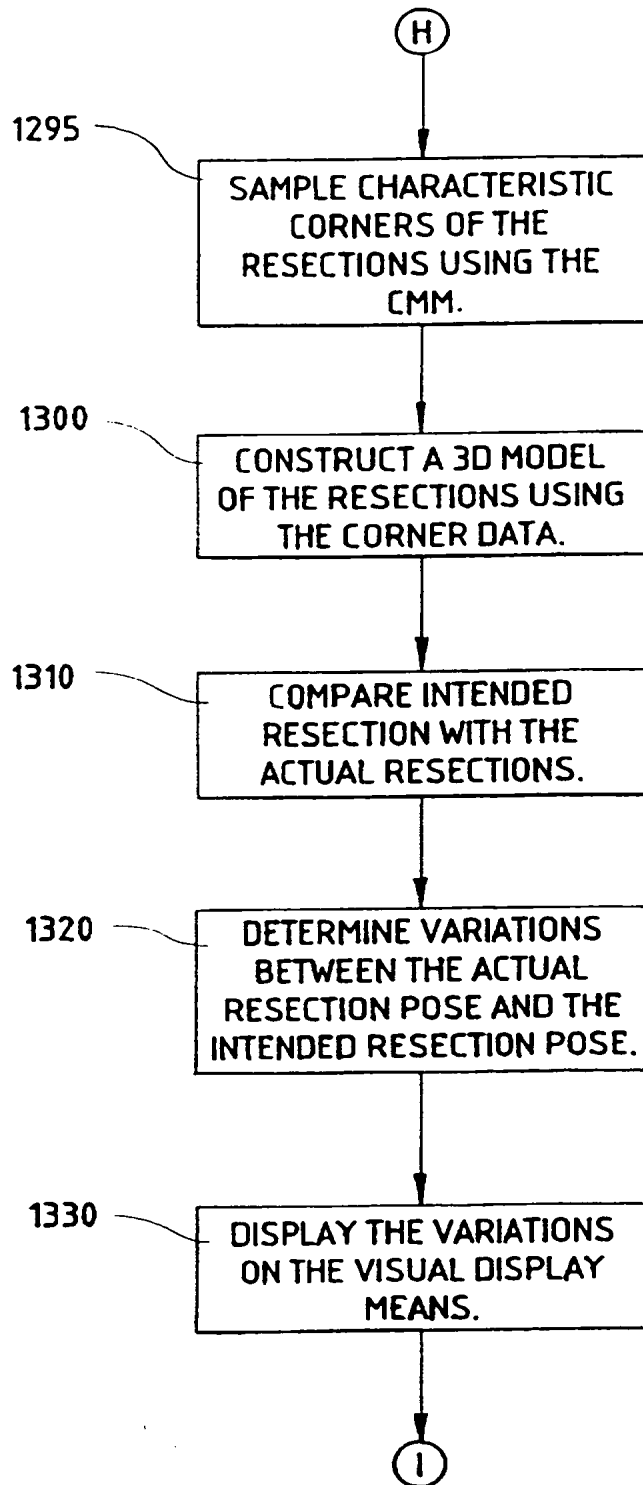 H
1295
SAMPLE CHARACTERISTIC
CORNERS OF THE
RESECTIONS USING THE
CMM.
1300
CONSTRUCT A 3D MODEL
OF THE RESECTIONS USING
THE CORNER DATA.
1310
COMPARE INTENDED
RESECTION WITH THE
ACTUAL RESECTIONS.
1320
DETERMINE VARIATIONS
BETWEEN THE ACTUAL
RESECTION POSE AND THE
INTENDED RESECTION POSE.
1330
DISPLAY THE VARIATIONS
ON THE VISUAL DISPLAY
MEANS.
I